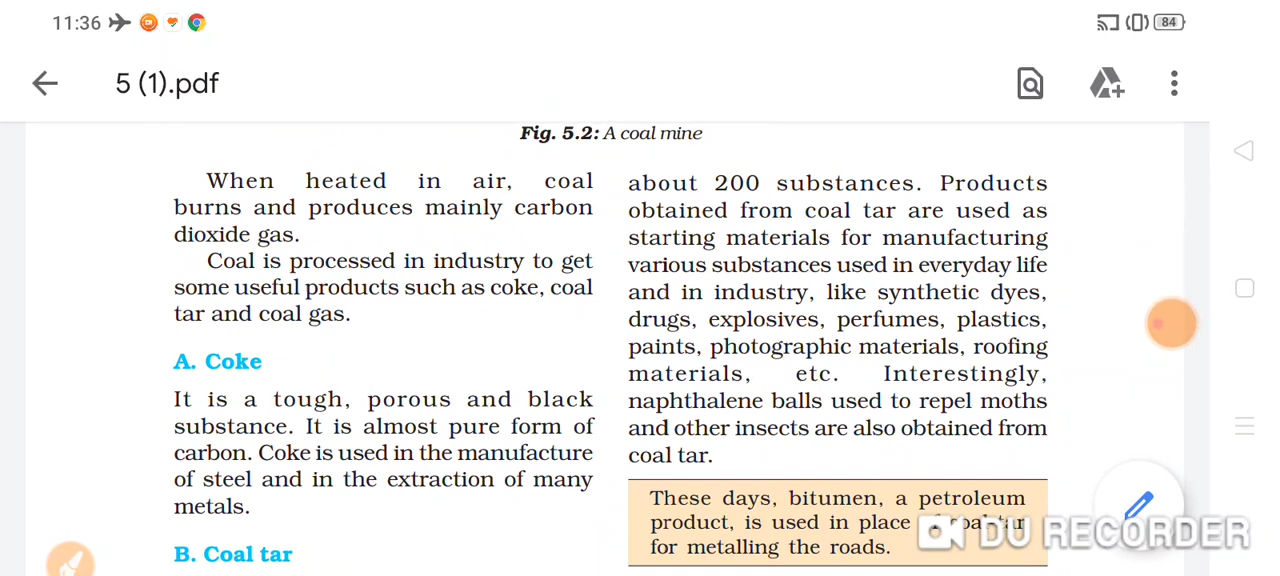 11:36
84
5 (1).pdf
Fig. 5.2: A coal mine
When heated in air, coal
burns and produces mainly carbon
dioxide gas.
Coal is processed in industry to get
some useful products such as coke, coal
tar and coal gas.
A. Coke
It is a tough, porous and black
substance. It is almost pure form of
carbon. Coke is used in the manufacture
of steel and in the extraction of many
metals.
B. Coal tar
about 200 substances. Products
obtained from coal tar are used as
starting materials for manufacturing
various substances used in everyday life
and in industry, like synthetic dyes,
drugs, explosives, perfumes, plastics,
paints, photographic materials, roofing
materials, etc. Interestingly,
naphthalene balls used to repel moths
and other insects are also obtained from
coal tar.
These days, bitumen, a petroleum
product, is used in place of coal-tar
for metalling the roads.
DU RECORDER